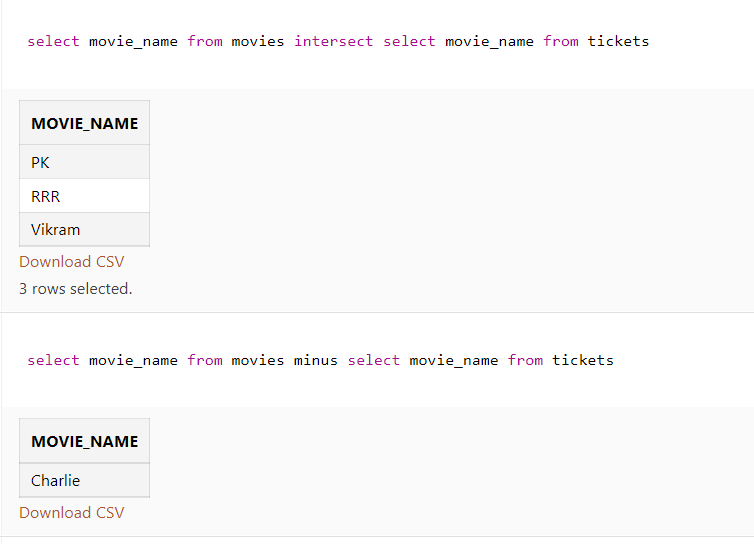 select movie_name from movies intersect select movie_name from tickets
MOVIE_NAME
PK
RRR
Vikram
Download CSV
3 rows selected.
select movie_name from movies minus select movie_name from tickets
MOVIE_NAME
Charlie
Download CSV